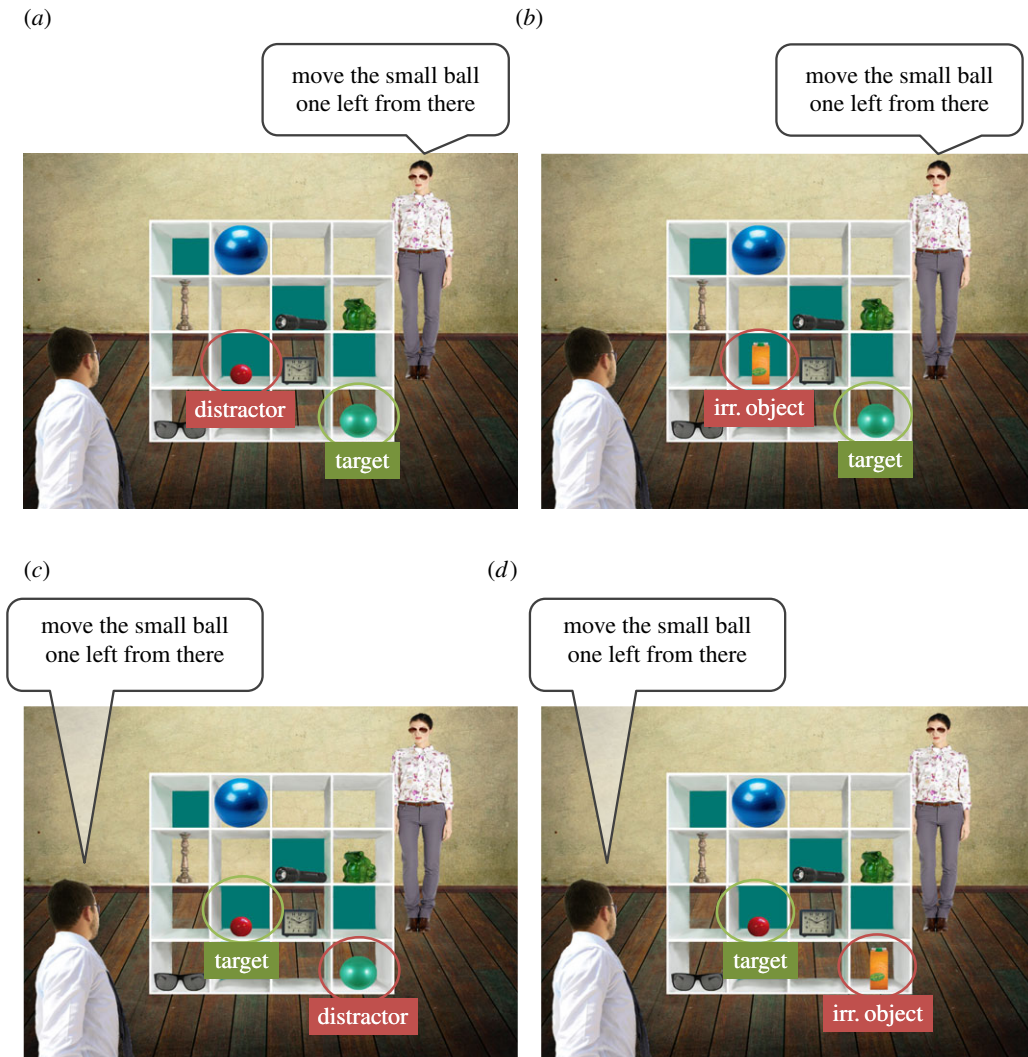 (a)
(b)
move the small ball
one left from there
move the small ball
one left from there
distractor
target
irr. object
target
(c)
(d)
move the small ball
one left from there
move the small ball
one left from there
target
distractor
target
irr. object